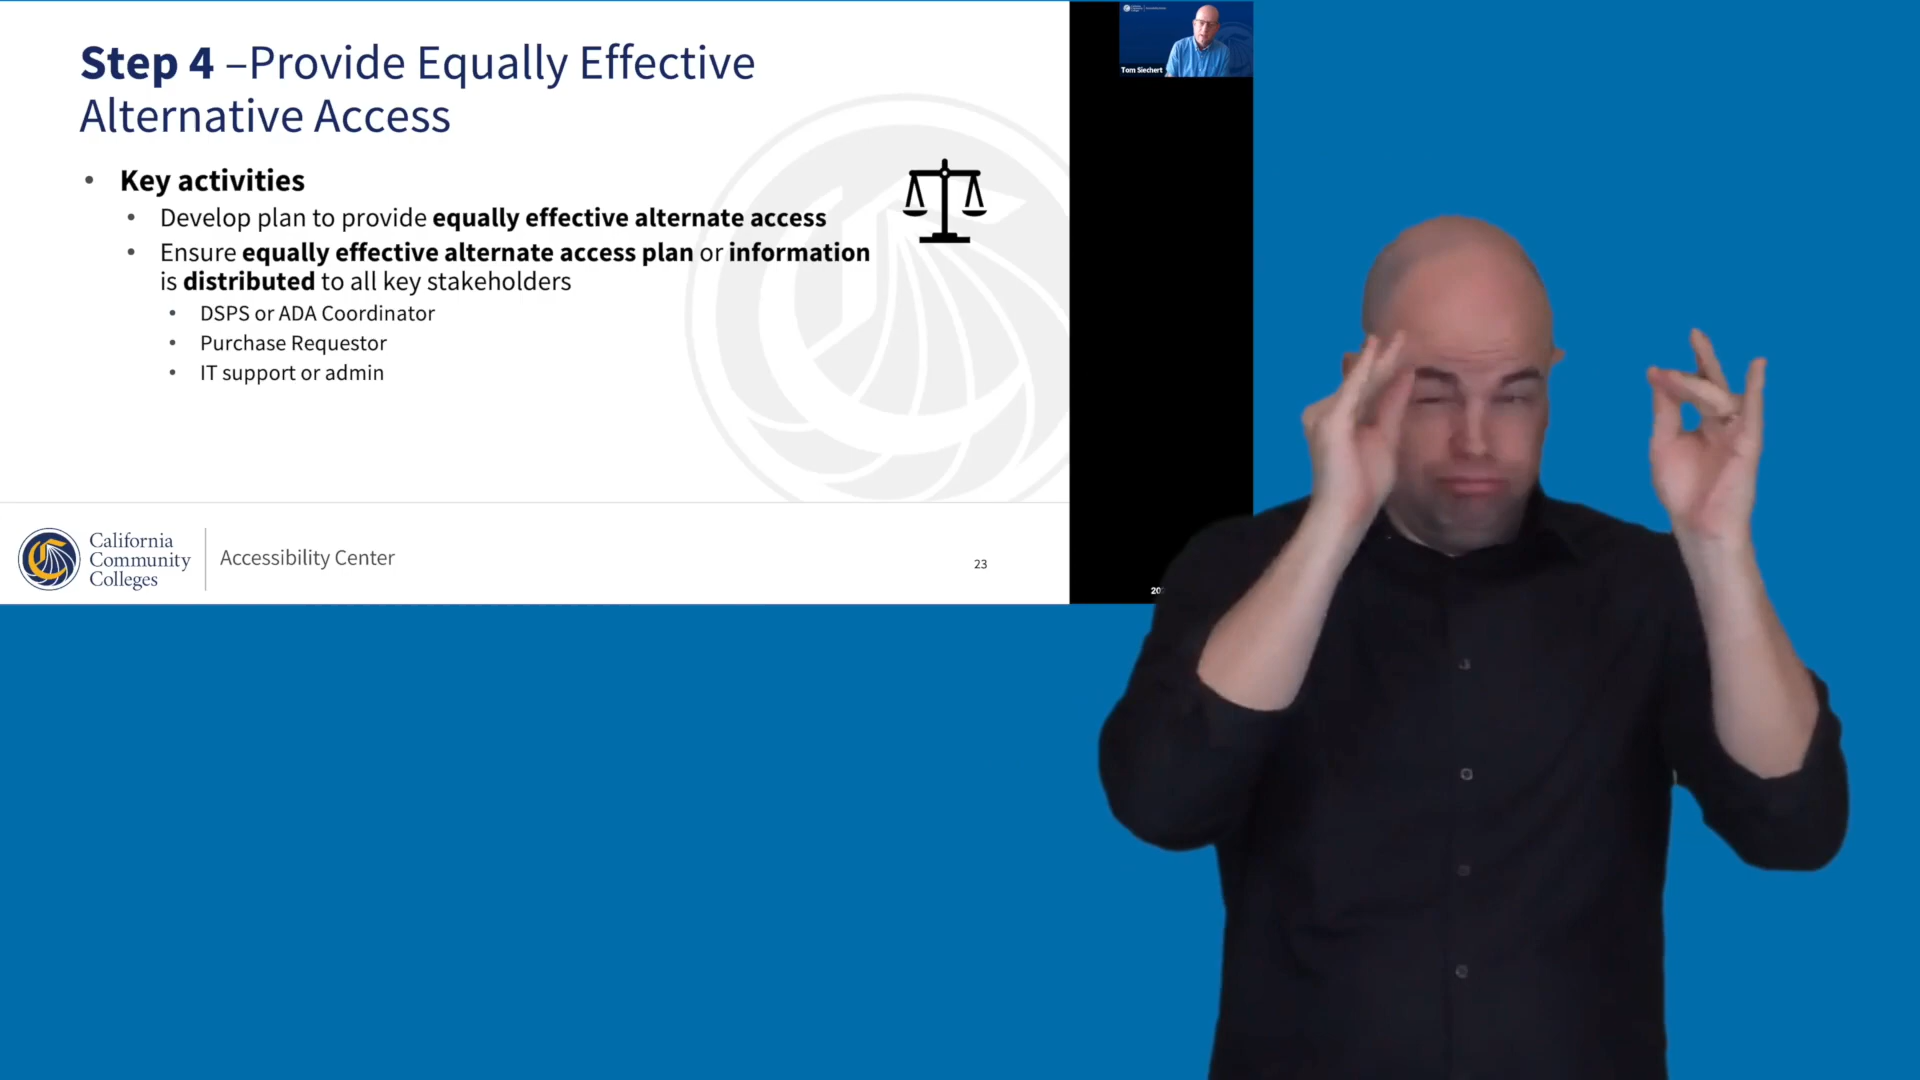 Step 4 –Provide Equally Effective
Alternative Access
• Key activities
• Develop plan to provide equally effective alternate access
• Ensure equally effective alternate access plan or information
is distributed to all key stakeholders
• DSPS or ADA Coordinator
• Purchase Requestor
• IT support or admin
California
Community
Colleges
Accessibility Center
23
Tom Siechert